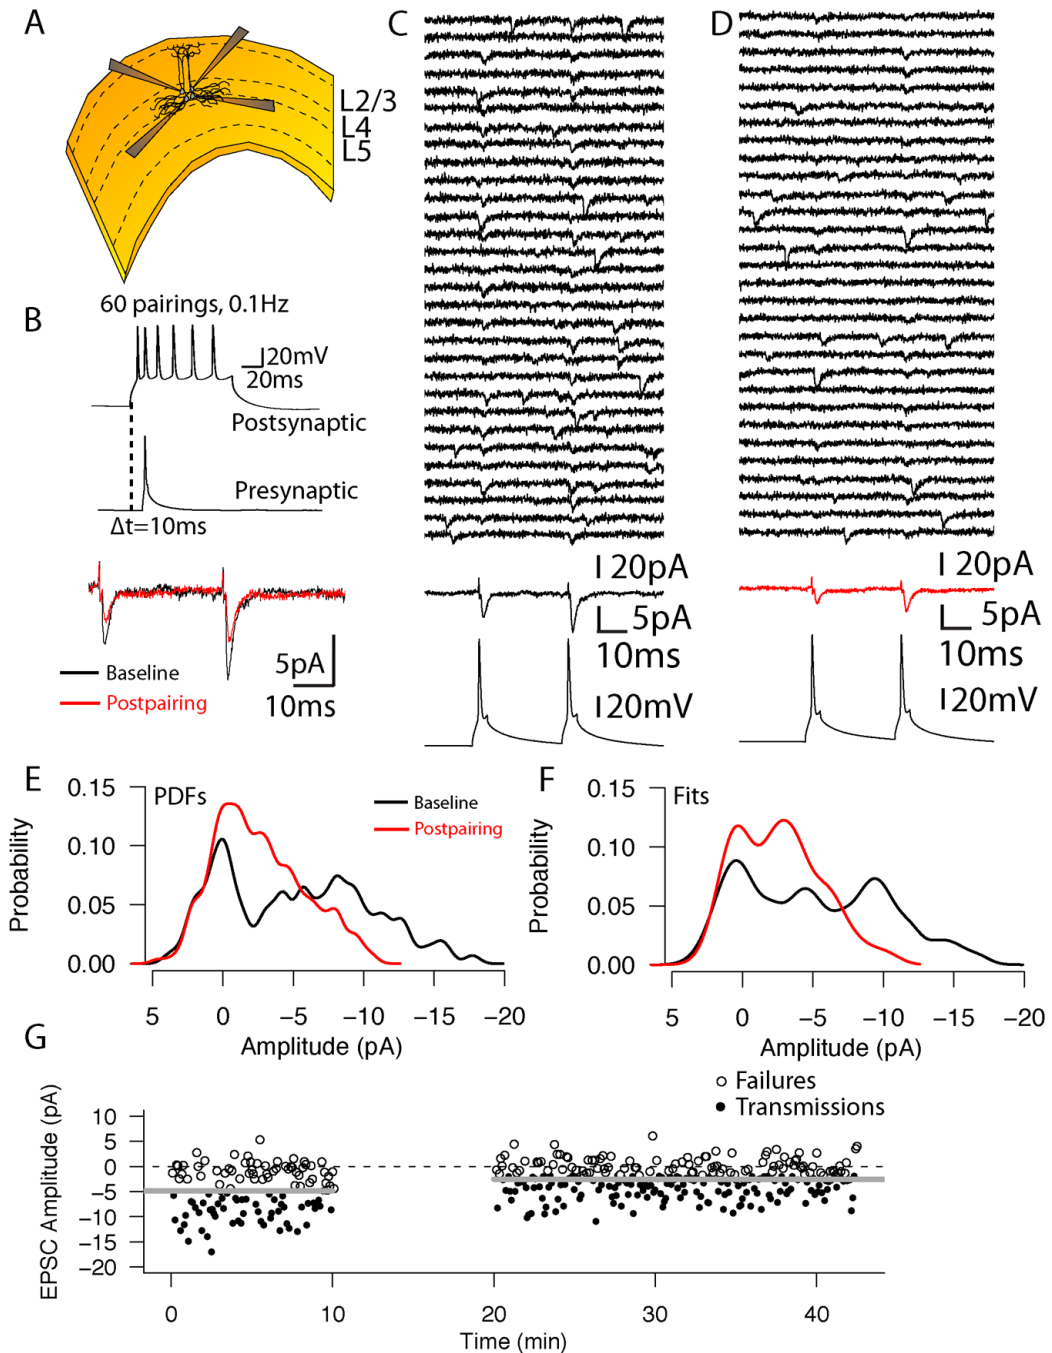 A
L2/3
L4
L5
B
60 pairings, 0.1Hz
20mV
20ms
Postsynaptic
Presynaptic
Δt=10ms
5pA
10ms
Baseline
Postpairing
C
20pA
5pA
10ms
20mV
D
20pA
5pA
10ms
20mV
E
PDFs
Baseline
Postpairing
Probability
0.15
0.10
0.05
0.00
5 0 −5 −10 −15 −20
Amplitude (pA)
F
Fits
Probability
0.15
0.10
0.05
0.00
5 0 −5 −10 −15 −20
Amplitude (pA)
G
Failures
Transmissions
EPSC Amplitude (pA)
10
5
0
−5
−10
−15
−20
0 10 20 30 40
Time (min)